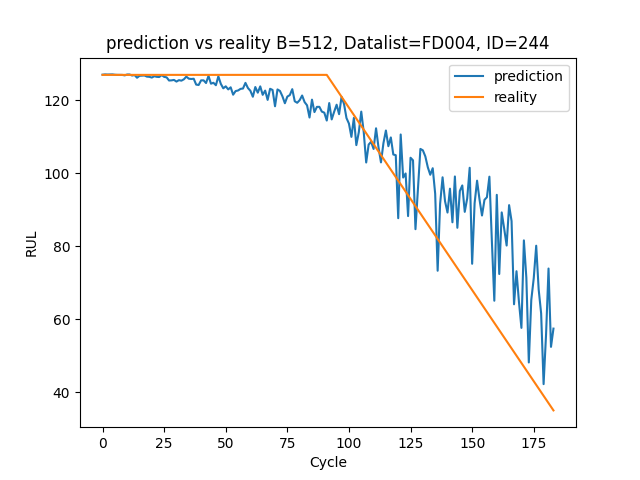 prediction vs reality B=512, Datalist=FD004, ID=244
prediction
reality
120
100
80
60
40
RUL
0 25 50 75 100 125 150 175
Cycle